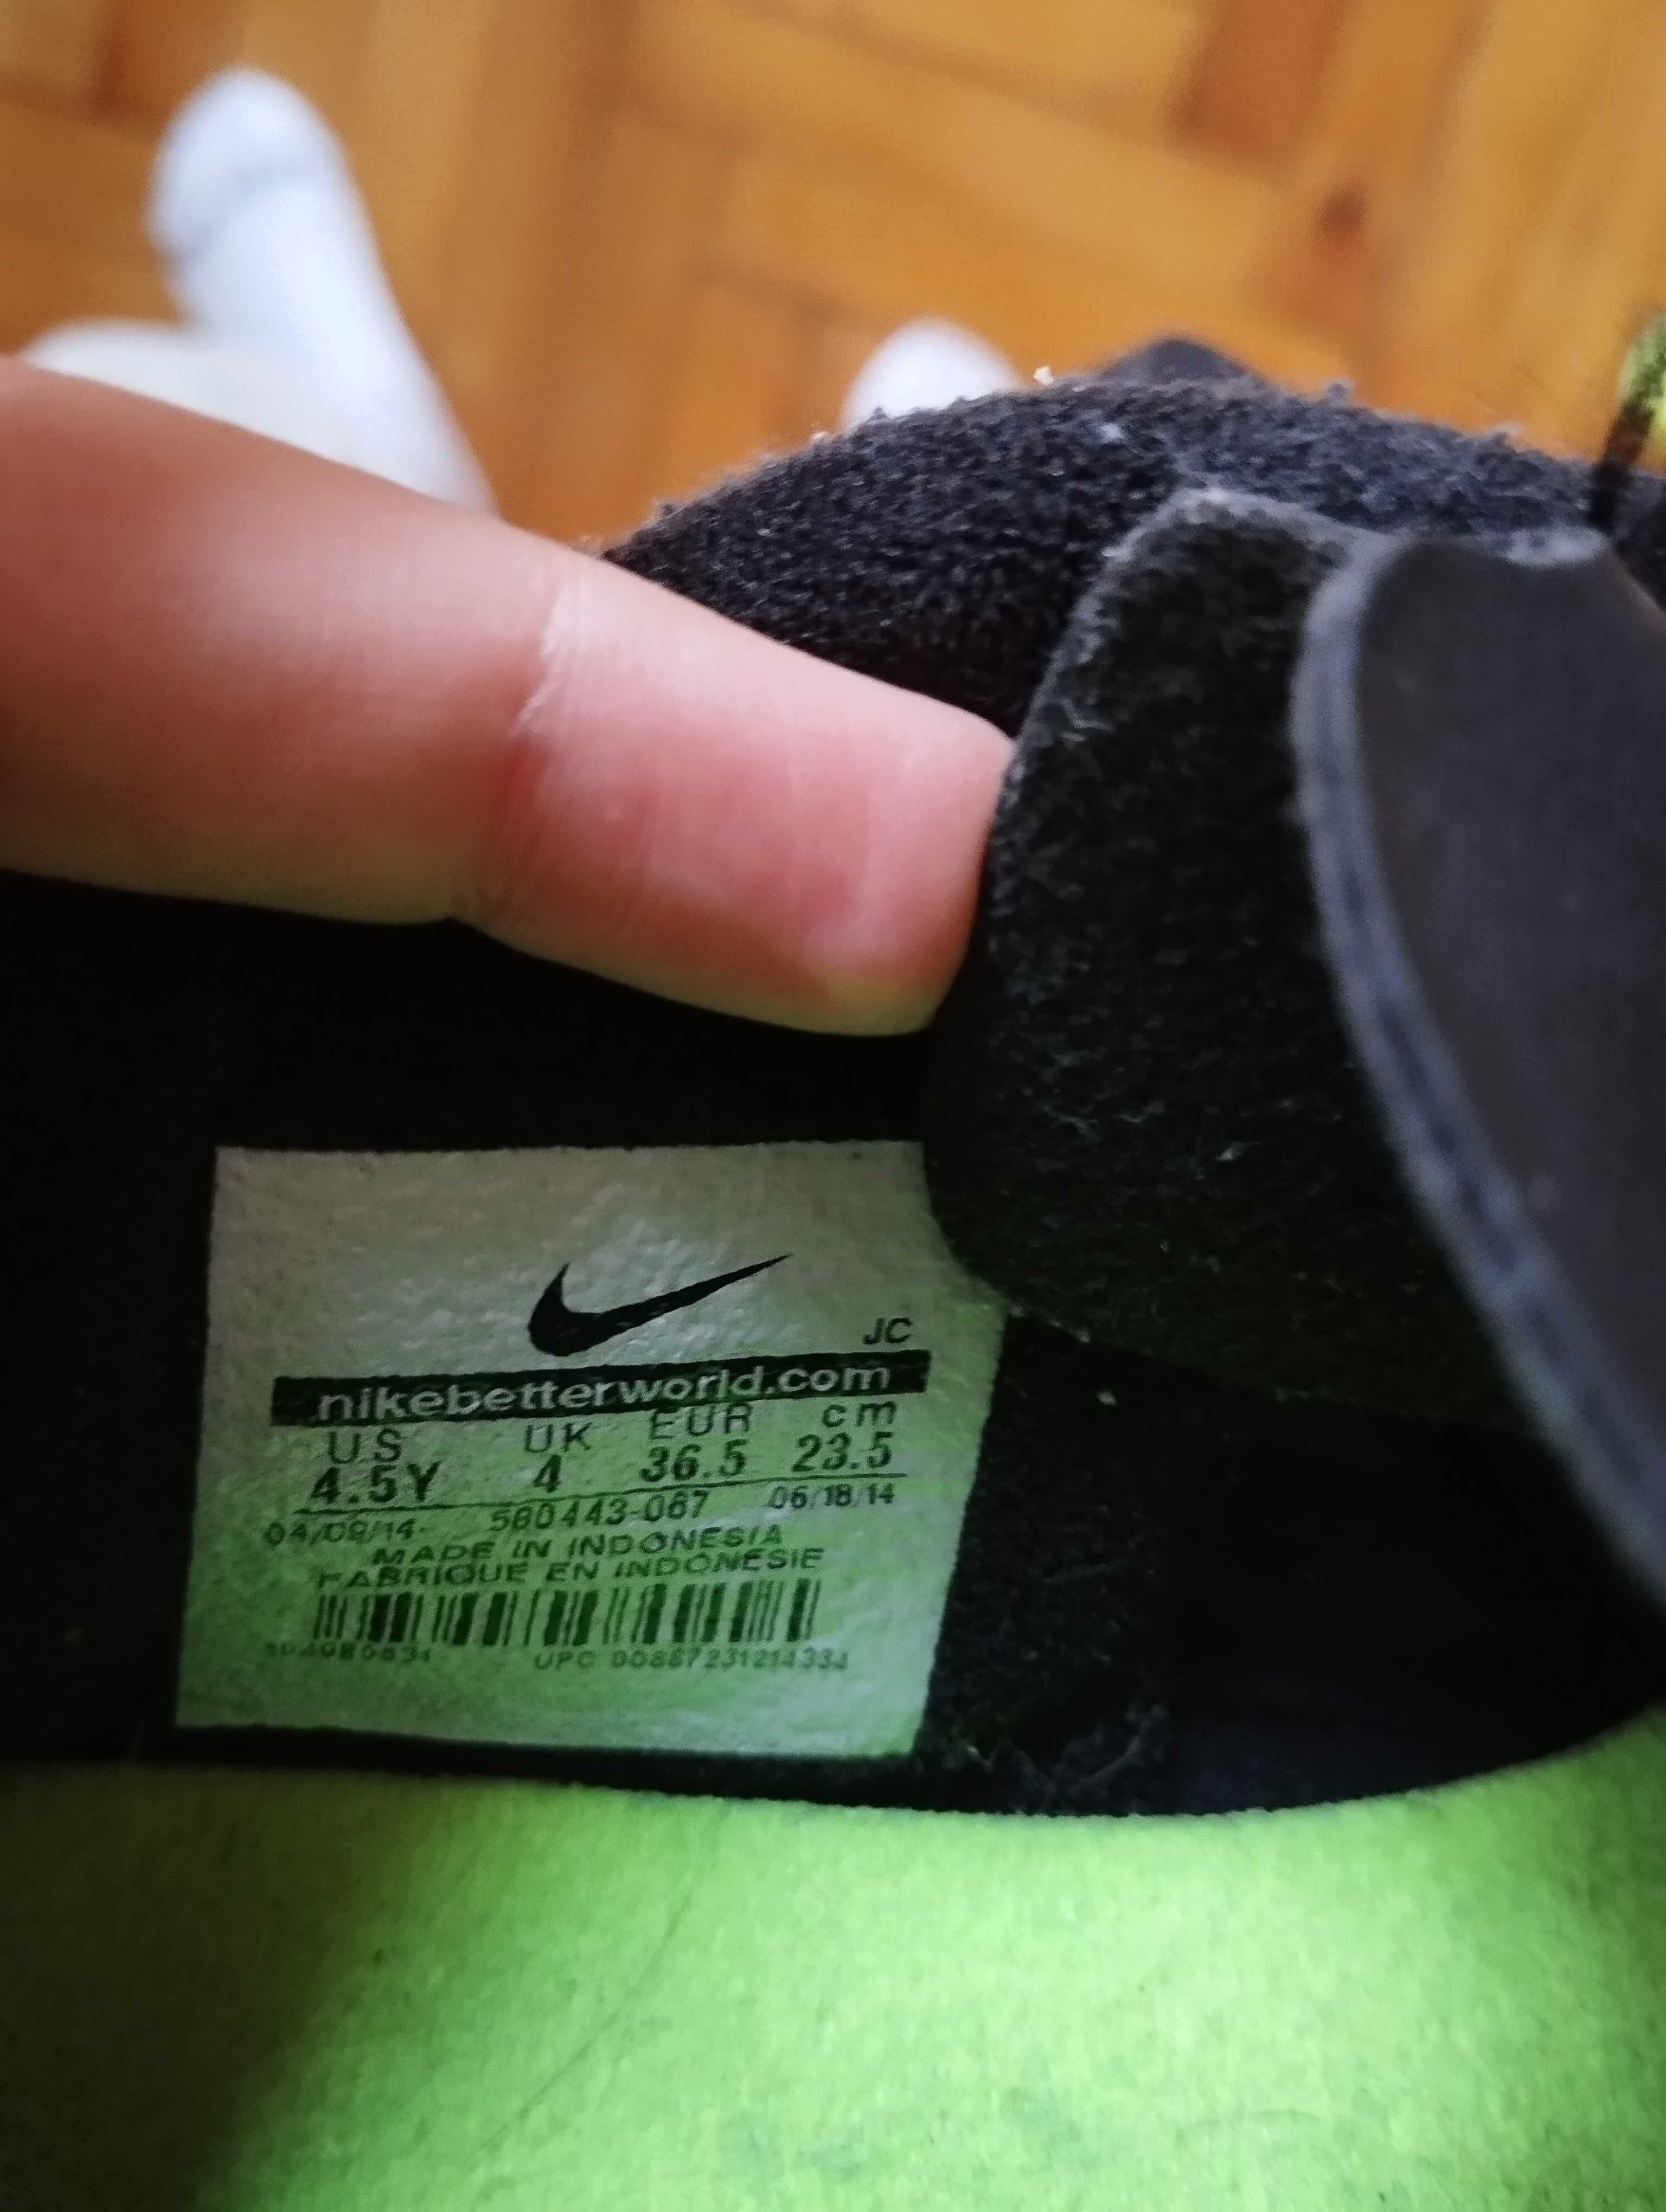 JC
nikebetterworld.com
US UK EUR cm
4.5Y 4 36.5 23.5
04/09/14 580443-067 06/18/14
MADE IN INDONESIA
FABRIQUE EN INDONESIE
UPC 00887231214334